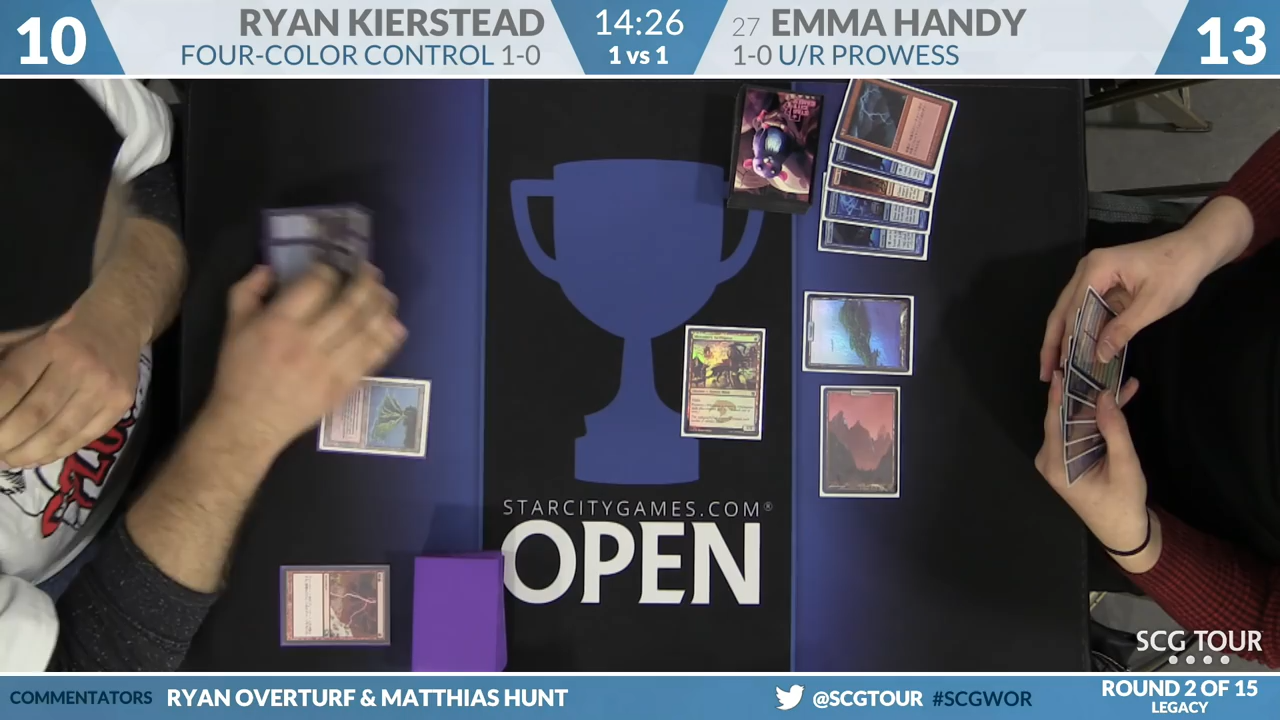 10
RYAN KIERSTEAD
FOUR-COLOR CONTROL 1-0
14:26
1 vs 1
27 EMMA HANDY
1-0 U/R PROWESS
13
STARCITYGAMES.COM®
OPEN
SCG TOUR
COMMENTATORS RYAN OVERTURF & MATTHIAS HUNT
@SCGTOUR #SCGWOR
ROUND 2 OF 15
LEGACY